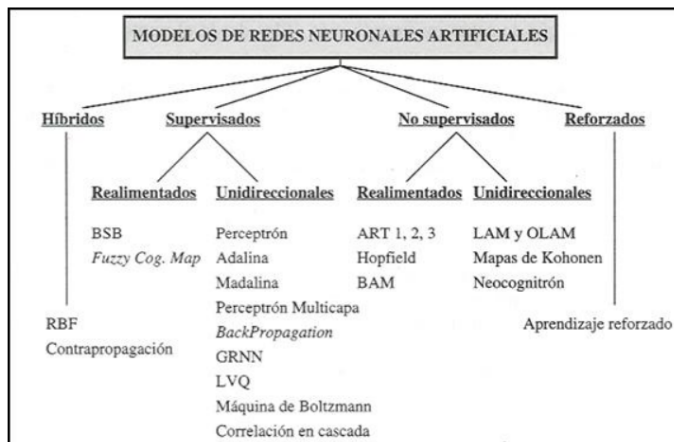 MODELOS DE REDES NEURONALES ARTIFICIALES
Híbridos
Supervisados
No supervisados
Reforzados
Realimentados
Unidireccionales
Realimentados
Unidireccionales
BSB
Fuzzy Cog. Map
Perceptrón
Adalina
Madalina
Perceptrón Multicapa
BackPropagation
GRNN
LVQ
Máquina de Boltzmann
Correlación en cascada
ART 1, 2, 3
Hopfield
BAM
LAM y OLAM
Mapas de Kohonen
Neocognitrón
RBF
Contrapropagación
Aprendizaje reforzado